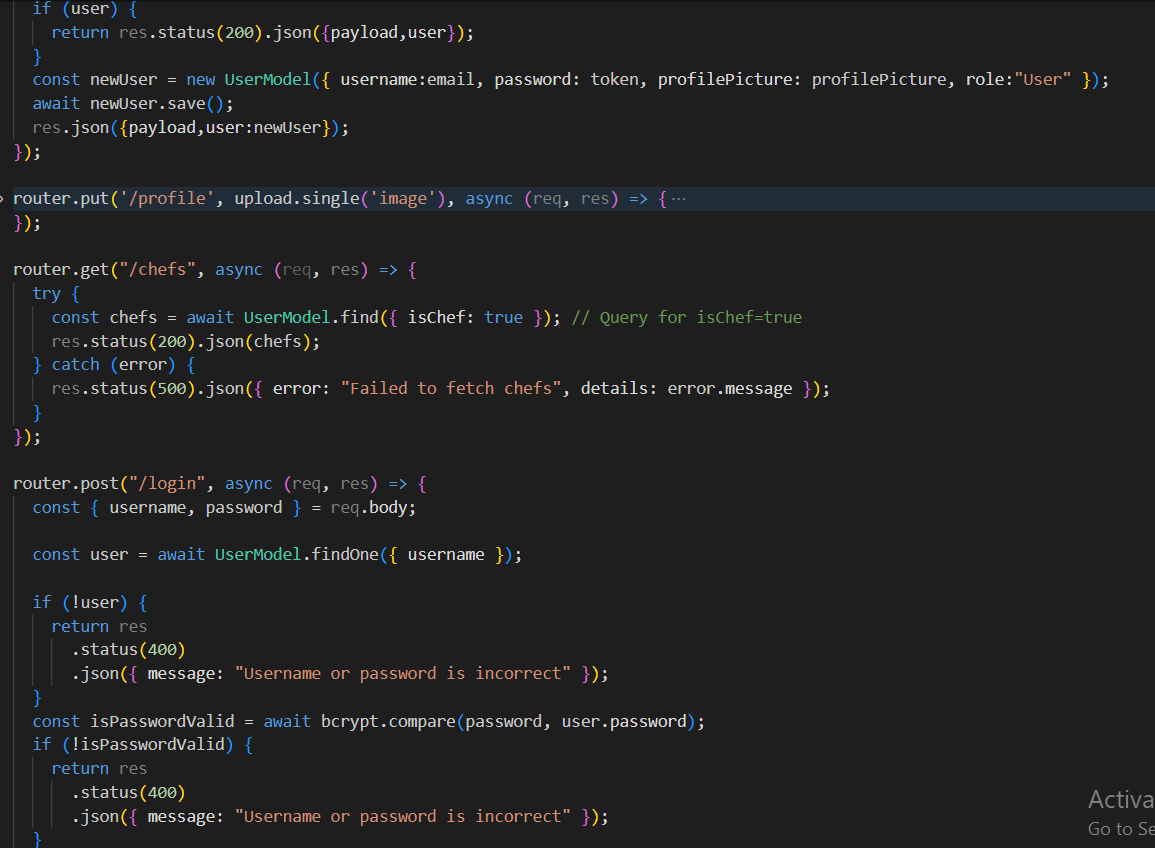 if (user) {
return res.status(200).json({payload,user});
}
const newUser = new UserModel({ username:email, password: token, profilePicture: profilePicture, role:"User" });
await newUser.save();
res.json({payload,user:newUser});
});
router.put('/profile', upload.single('image'), async (req, res) => { ...
});
router.get("/chefs", async (req, res) => {
try {
const chefs = await UserModel.find({ isChef: true }); // Query for isChef=true
res.status(200).json(chefs);
} catch (error) {
res.status(500).json({ error: "Failed to fetch chefs", details: error.message });
}
});
router.post("/login", async (req, res) => {
const { username, password } = req.body;
const user = await UserModel.findOne({ username });
if (!user) {
return res
.status(400)
.json({ message: "Username or password is incorrect" });
}
const isPasswordValid = await bcrypt.compare(password, user.password);
if (!isPasswordValid) {
return res
.status(400)
.json({ message: "Username or password is incorrect" });
}
Activa
Go to Se